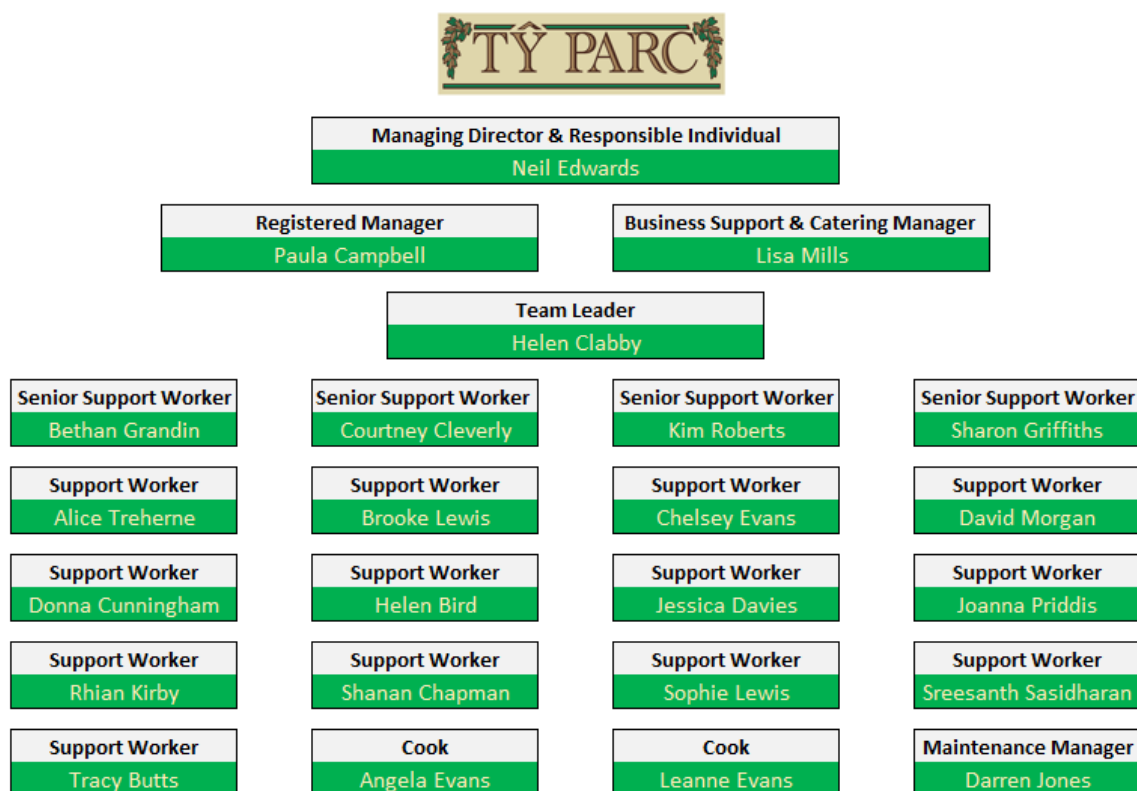 TŶ PARC
Managing Director & Responsible Individual
Neil Edwards
Registered Manager
Paula Campbell
Business Support & Catering Manager
Lisa Mills
Team Leader
Helen Clabby
Senior Support Worker
Bethan Grandin
Senior Support Worker
Courtney Cleverly
Senior Support Worker
Kim Roberts
Senior Support Worker
Sharon Griffiths
Support Worker
Alice Treherne
Support Worker
Brooke Lewis
Support Worker
Chelsey Evans
Support Worker
David Morgan
Support Worker
Donna Cunningham
Support Worker
Helen Bird
Support Worker
Jessica Davies
Support Worker
Joanna Priddis
Support Worker
Rhian Kirby
Support Worker
Shanan Chapman
Support Worker
Sophie Lewis
Support Worker
Sreesanth Sasidharan
Support Worker
Tracy Butts
Cook
Angela Evans
Cook
Leanne Evans
Maintenance Manager
Darren Jones